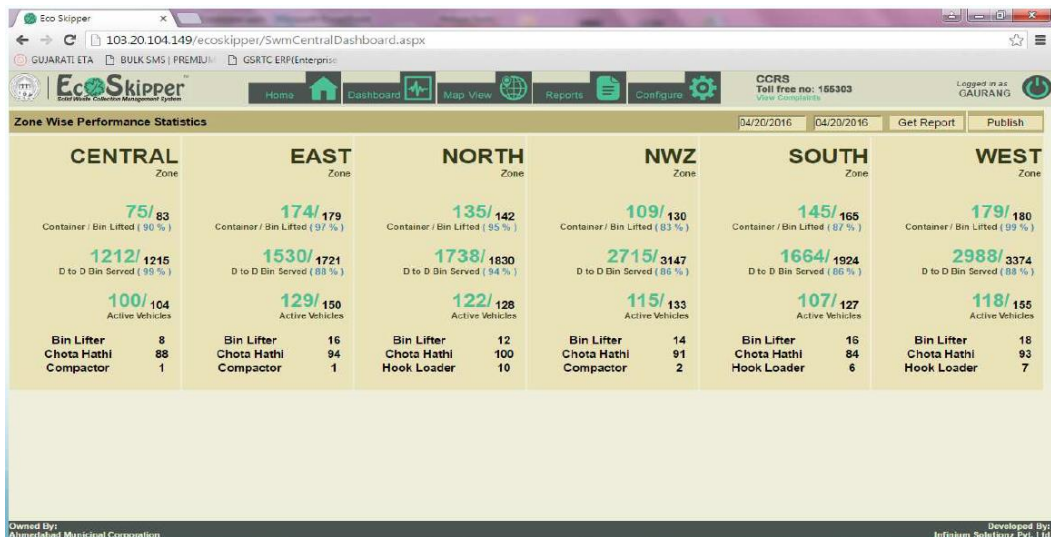 Eco Skipper
103.20.104.149/ecoskipper/SwmCentralDashboard.aspx
GUJARATI ETA BULK SMS | PREMIUM GSRTC ERP(Enterprise
EcoSkipper
Solid Waste Collection Management System
Home Dashboard Map View Reports Configure
CCRS
Toll free no: 155303
View Complaints
Logged in as
GAURANG
Zone Wise Performance Statistics 04/20/2016 04/20/2016 Get Report Publish
CENTRAL
Zone
75/ 83
Container / Bin Lifted ( 90 % )
1212/ 1215
D to D Bin Served ( 99 % )
100/ 104
Active Vehicles
Bin Lifter 8
Chota Hathi 88
Compactor 1
EAST
Zone
174/ 179
Container / Bin Lifted ( 97 % )
1530/ 1721
D to D Bin Served ( 88 % )
129/ 150
Active Vehicles
Bin Lifter 16
Chota Hathi 94
Compactor 1
NORTH
Zone
135/ 142
Container / Bin Lifted ( 95 % )
1738/ 1830
D to D Bin Served ( 94 % )
122/ 128
Active Vehicles
Bin Lifter 12
Chota Hathi 100
Hook Loader 10
NWZ
Zone
109/ 130
Container / Bin Lifted ( 83 % )
2715/ 3147
D to D Bin Served ( 86 % )
115/ 133
Active Vehicles
Bin Lifter 14
Chota Hathi 91
Compactor 2
SOUTH
Zone
145/ 165
Container / Bin Lifted ( 87 % )
1664/ 1924
D to D Bin Served ( 86 % )
107/ 127
Active Vehicles
Bin Lifter 16
Chota Hathi 84
Hook Loader 6
WEST
Zone
179/ 180
Container / Bin Lifted ( 99 % )
2988/ 3374
D to D Bin Served ( 88 % )
118/ 155
Active Vehicles
Bin Lifter 18
Chota Hathi 93
Hook Loader 7
Owned By:
Ahmedabad Municipal Corporation
Developed By:
Infinium Solutionz Pvt. Ltd